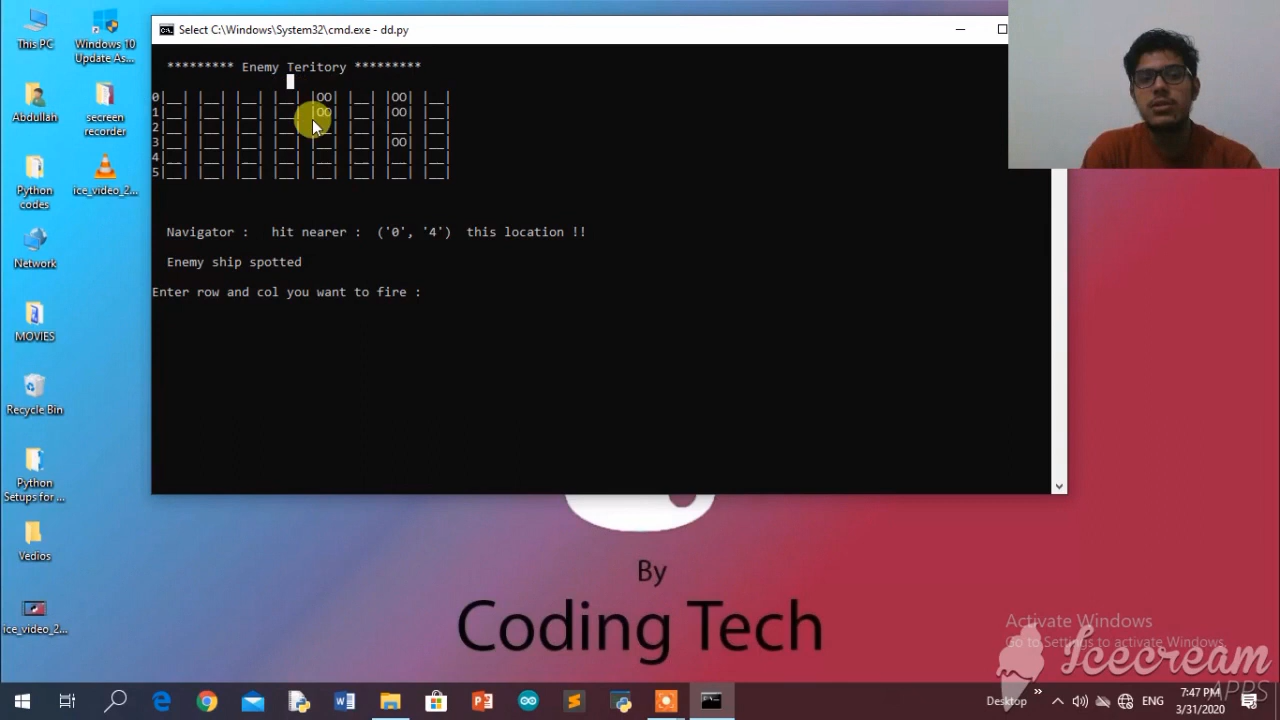 This PC
Windows 10
Update As...
Abdullah
secreen
recorder
Python
codes
ice_video_2...
Network
MOVIES
Recycle Bin
Python
Setups for ...
Vedios
ice_video_2...
C:\
Select C:\Windows\System32\cmd.exe - dd.py
********* Enemy Teritory *********
0|__| |__| |__| |__| |OO| |__| |OO| |__|
1|__| |__| |__| |__| |OO| |__| |OO| |__|
2|__| |__| |__| |__| |__| |__| |__| |__|
3|__| |__| |__| |__| |__| |__| |OO| |__|
4|__| |__| |__| |__| |__| |__| |__| |__|
5|__| |__| |__| |__| |__| |__| |__| |__|
Navigator :   hit nearer :  ('0', '4')  this location !!
Enemy ship spotted
Enter row and col you want to fire :
By
Coding Tech
Activate Windows
Go to Settings to activate Windows.
Icecream
APPS
Desktop
ENG
7:47 PM
3/31/2020